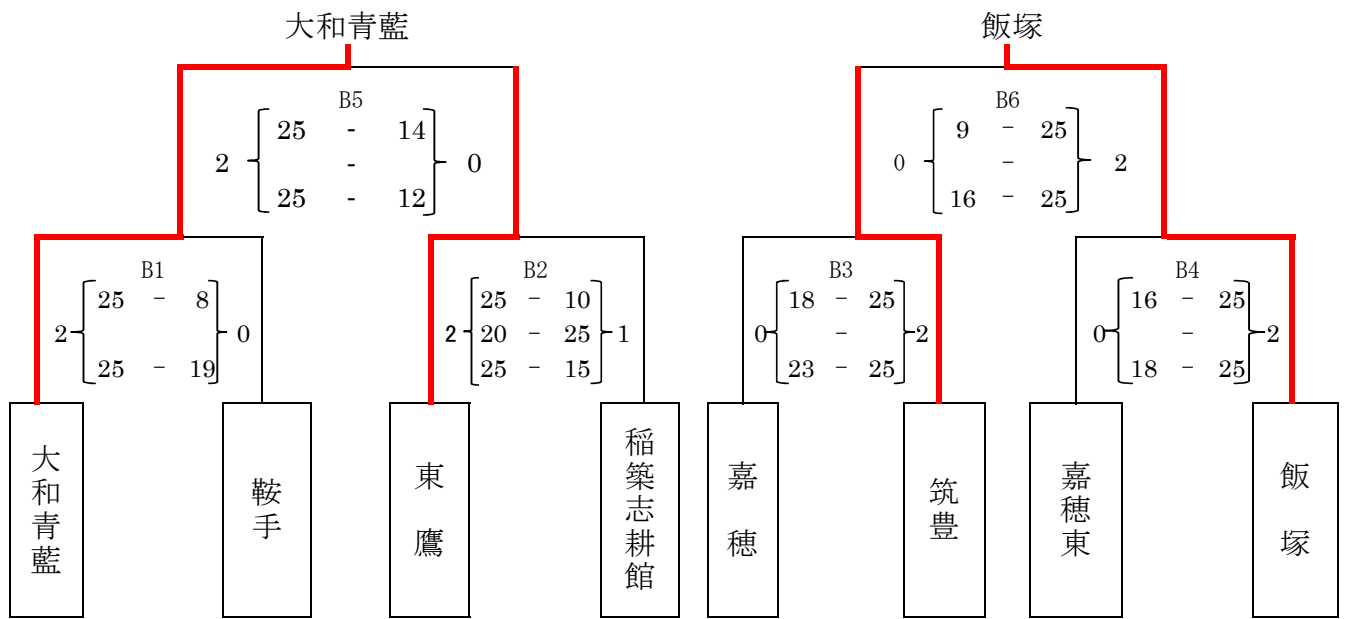 大和青藍 飯塚
B5 B6
25 - 14 9 - 25
2 - 0 0 - 2
25 - 12 16 - 25
B1 B2 B3 B4
25 - 8 25 - 10 18 - 25 16 - 25
2 0 2 20 - 25 1 0 - 2 0 - 2
25 - 19 25 - 15 23 - 25 18 - 25
大和青藍
鞍手
東鷹
稲築志耕館
嘉穂
筑豊
嘉穂東
飯塚